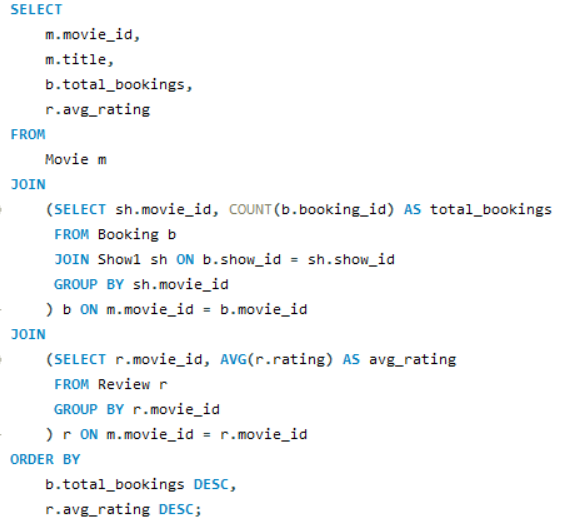 SELECT
m.movie_id,
m.title,
b.total_bookings,
r.avg_rating
FROM
Movie m
JOIN
(SELECT sh.movie_id, COUNT(b.booking_id) AS total_bookings
FROM Booking b
JOIN Show1 sh ON b.show_id = sh.show_id
GROUP BY sh.movie_id
) b ON m.movie_id = b.movie_id
JOIN
(SELECT r.movie_id, AVG(r.rating) AS avg_rating
FROM Review r
GROUP BY r.movie_id
) r ON m.movie_id = r.movie_id
ORDER BY
b.total_bookings DESC,
r.avg_rating DESC;